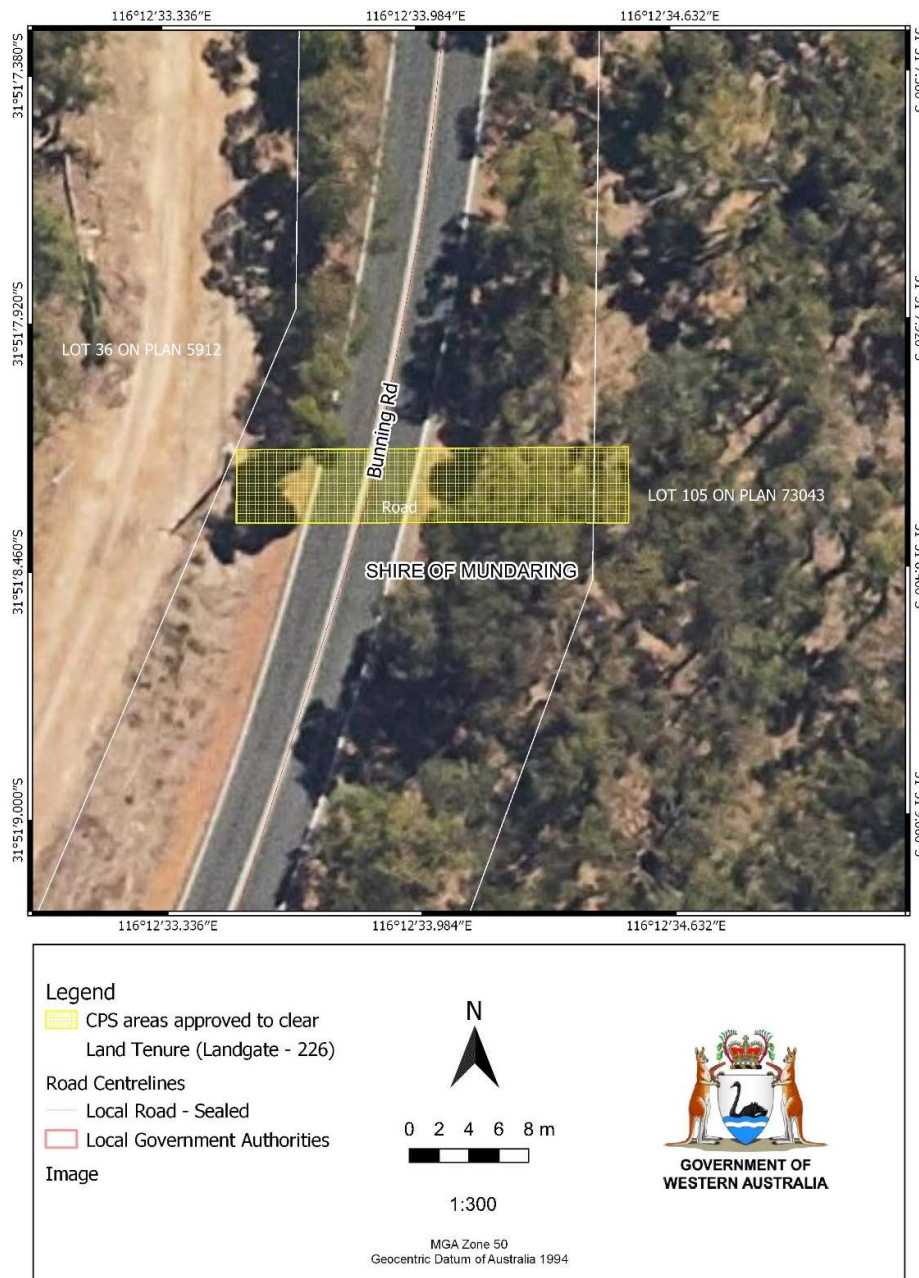 116°12'33.336"E 116°12'33.984"E 116°12'34.632"E
31°51'7.380"S
31°51'7.920"S
LOT 36 ON PLAN 5912
Bunning Rd
Road
LOT 105 ON PLAN 73043
31°51'8.460"S
SHIRE OF MUNDARING
31°51'9.000"S
116°12'33.336"E 116°12'33.984"E 116°12'34.632"E
Legend
CPS areas approved to clear
Land Tenure (Landgate - 226)
Road Centrelines
Local Road - Sealed
Local Government Authorities
Image
N
0 2 4 6 8 m
1:300
MGA Zone 50
Geocentric Datum of Australia 1994
GOVERNMENT OF
WESTERN AUSTRALIA